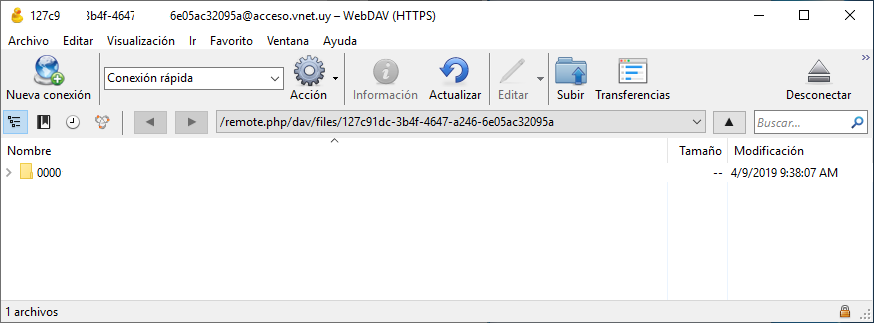 127c9 3b4f-4647 6e05ac32095a@acceso.vnet.uy – WebDAV (HTTPS)
Archivo Editar Visualización Ir Favorito Ventana Ayuda
Nueva conexión Conexión rápida Acción Información Actualizar Editar Subir Transferencias Desconectar
/remote.php/dav/files/127c91dc-3b4f-4647-a246-6e05ac32095a Buscar...
Nombre Tamaño Modificación
0000 -- 4/9/2019 9:38:07 AM
1 archivos